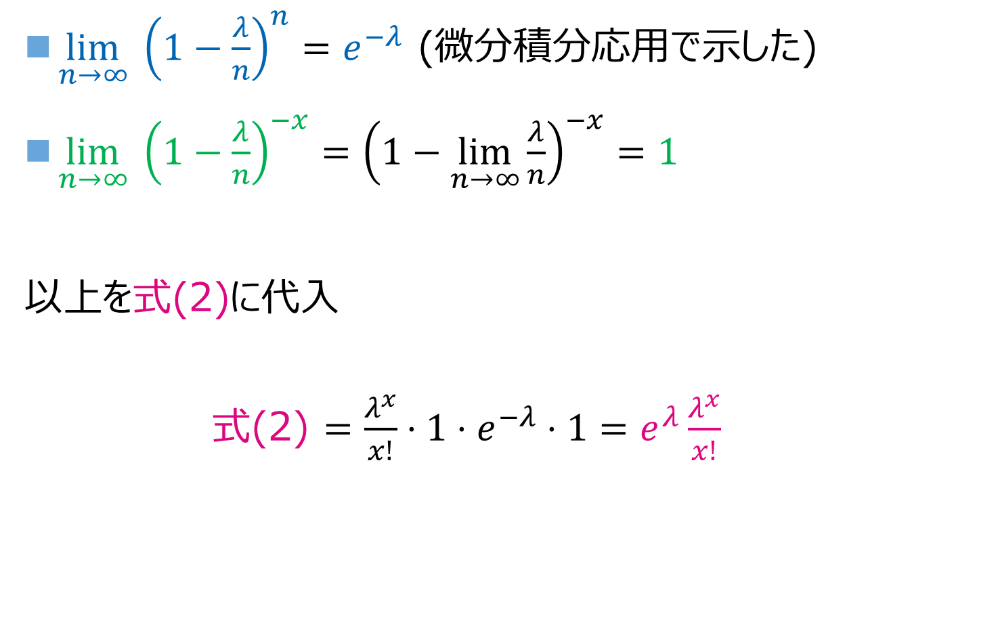 ■ lim_{n→∞} (1 − λ/n)^n = e^{−λ} (微分積分応用で示した)
■ lim_{n→∞} (1 − λ/n)^{−x} = (1 − lim_{n→∞} λ/n)^{−x} = 1
以上を式(2)に代入
式(2) = λ^x/x! · 1 · e^{−λ} · 1 = e^λ λ^x/x!